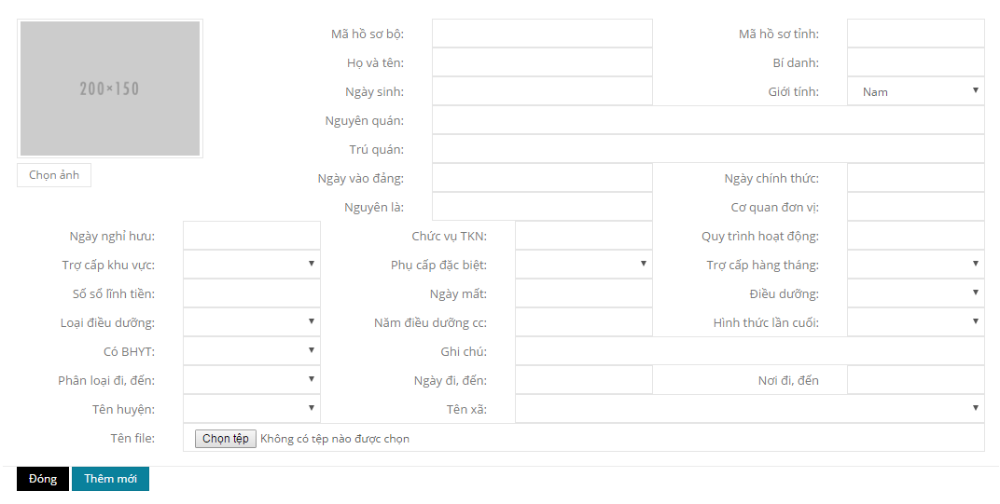 200×150
Chọn ảnh
Mã hồ sơ bộ: Mã hồ sơ tỉnh:
Họ và tên: Bí danh:
Ngày sinh: Giới tính: Nam
Nguyên quán:
Trú quán:
Ngày vào đảng: Ngày chính thức:
Nguyên là: Cơ quan đơn vị:
Ngày nghỉ hưu: Chức vụ TKN: Quy trình hoạt động:
Trợ cấp khu vực: Phụ cấp đặc biệt: Trợ cấp hàng tháng:
Số sổ lĩnh tiền: Ngày mất: Điều dưỡng:
Loại điều dưỡng: Năm điều dưỡng cc: Hình thức lần cuối:
Có BHYT: Ghi chú:
Phân loại đi, đến: Ngày đi, đến: Nơi đi, đến
Tên huyện: Tên xã:
Tên file: Chọn tệp Không có tệp nào được chọn
Đóng Thêm mới